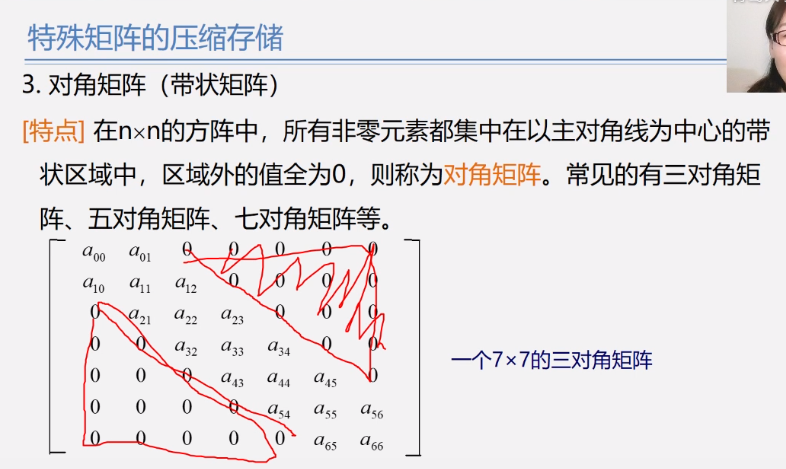 特殊矩阵的压缩存储
3. 对角矩阵（带状矩阵）
[特点] 在n×n的方阵中，所有非零元素都集中在以主对角线为中心的带
状区域中，区域外的值全为0，则称为对角矩阵。常见的有三对角矩
阵、五对角矩阵、七对角矩阵等。
a00 a01 0 0 0 0 0
a10 a11 a12 0 0 0 0
0 a21 a22 a23 0 0 0
0 0 a32 a33 a34 0 0
0 0 0 a43 a44 a45 0
0 0 0 0 a54 a55 a56
0 0 0 0 0 a65 a66
一个7×7的三对角矩阵